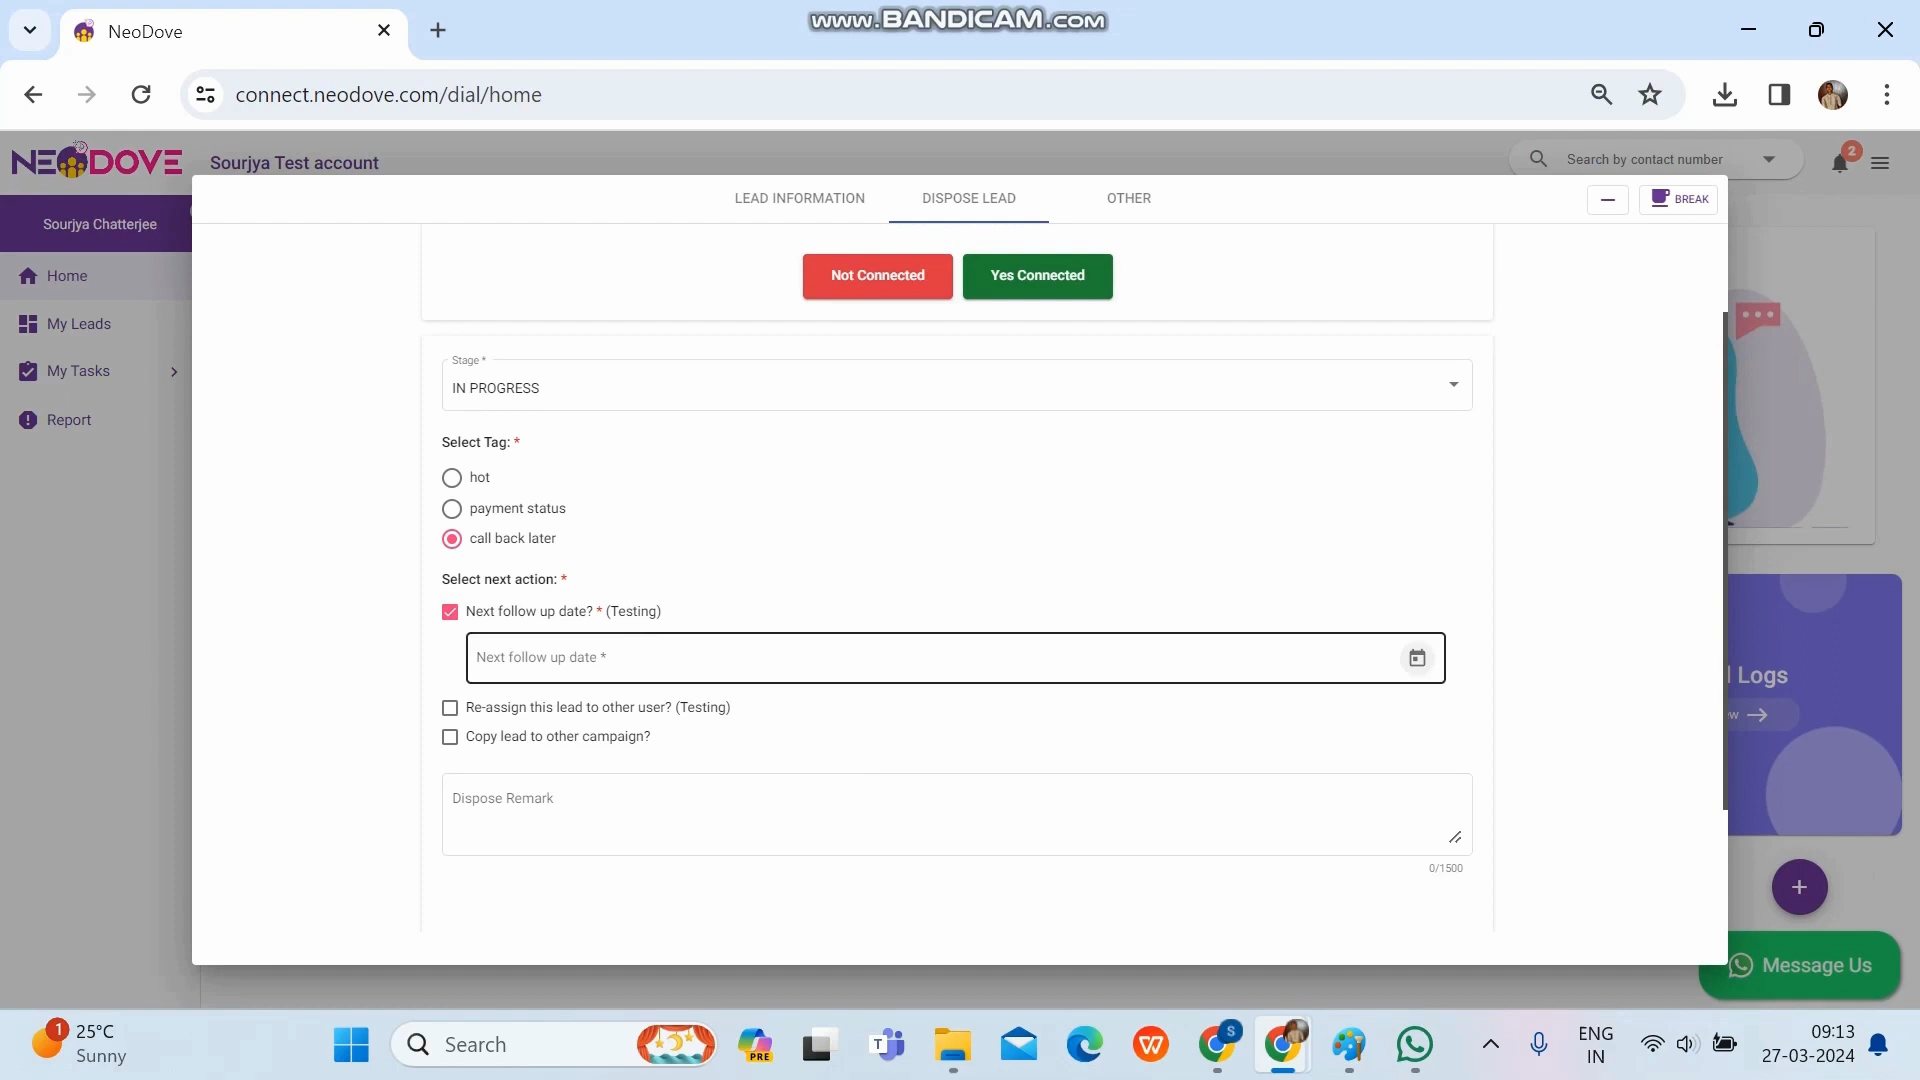 NeoDove
www.BANDICAM.com
connect.neodove.com/dial/home
NEODOVE
Sourjya Test account
Search by contact number
2
LEAD INFORMATION
DISPOSE LEAD
OTHER
BREAK
Sourjya Chatterjee
Home
My Leads
My Tasks
Report
Not Connected
Yes Connected
Stage *
IN PROGRESS
Select Tag: *
hot
payment status
call back later
Select next action: *
Next follow up date? * (Testing)
Next follow up date *
Re-assign this lead to other user? (Testing)
Copy lead to other campaign?
Dispose Remark
0/1500
Logs
Message Us
1
25°C
Sunny
Search
PRE
T
W
S
ENG
IN
09:13
27-03-2024